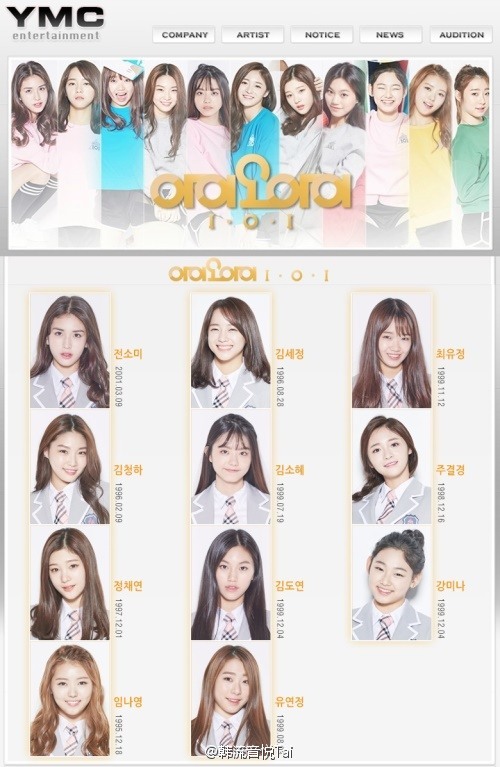 YMC
entertainment
COMPANY
ARTIST
NOTICE
NEWS
AUDITION
아이오아이
I·O·I
아이오아이 I·O·I
전소미
2001.03.09
김세정
1996.08.28
최유정
1999.11.12
김청하
1996.02.09
김소혜
1999.07.19
주결경
1998.12.16
정채연
1997.12.01
김도연
1999.12.04
강미나
1999.12.04
임나영
1995.12.18
유연정
1999.08
@韩流音悦Tai